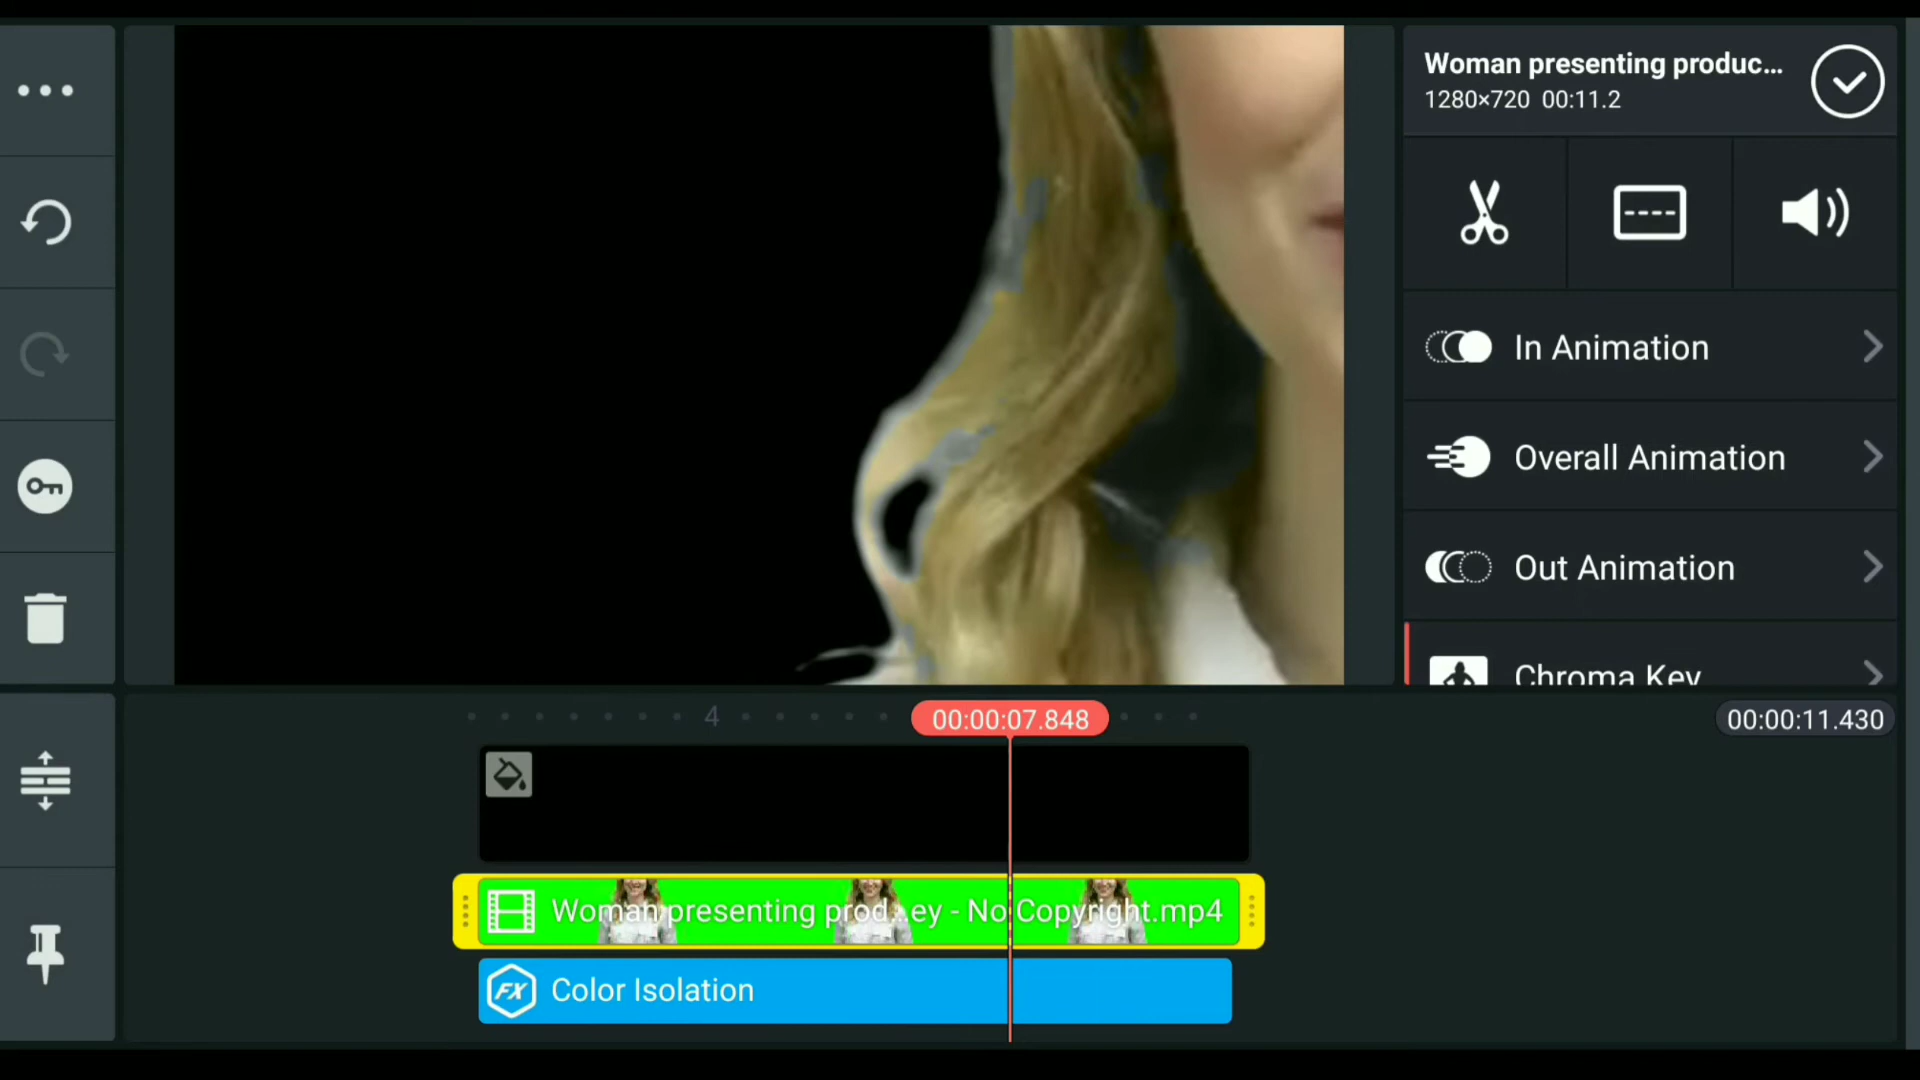 Woman presenting produc...
1280×720 00:11.2
In Animation
Overall Animation
Out Animation
Chroma Key
4
00:00:07.848
00:00:11.430
Woman presenting prod...ey - No Copyright.mp4
FX
Color Isolation